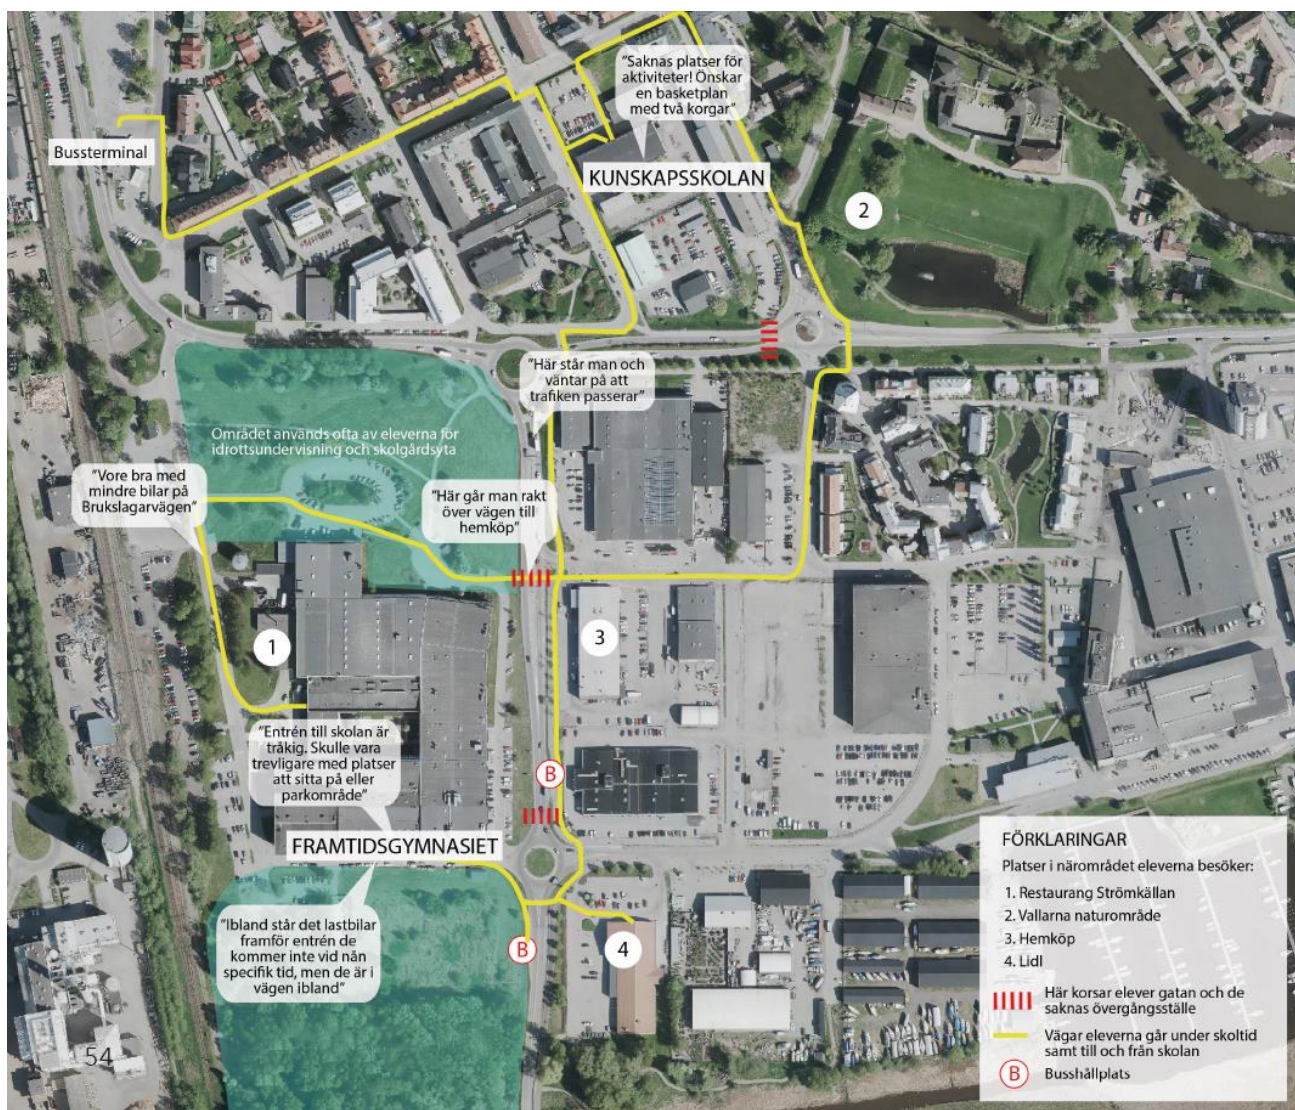 "Saknas platser för
aktiviteter! Önskar
en basketplan
med två korgar"
Bussterminal
KUNSKAPSSKOLAN
2
"Här står man och
väntar på att
trafiken passerar"
Området används ofta av eleverna för
idrottsundervisning och skolgårdsyta
"Vore bra med
mindre bilar på
Brukslagarvägen"
"Här går man rakt
över vägen till
hemköp"
1
3
"Entrén till skolan är
tråkig. Skulle vara
trevligare med platser
att sitta på eller
parkområde"
B
FRAMTIDSGYMNASIET
"Ibland står det lastbilar
framför entrén de
kommer inte vid nån
specifik tid, men de är i
vägen ibland"
B
4
FÖRKLARINGAR
Platser i närområdet eleverna besöker:
1. Restaurang Strömkällan
2. Vallarna naturområde
3. Hemköp
4. Lidl
Här korsar elever gatan och de
saknas övergångsställe
Vägar eleverna går under skoltid
samt till och från skolan
B Busshållplats
54